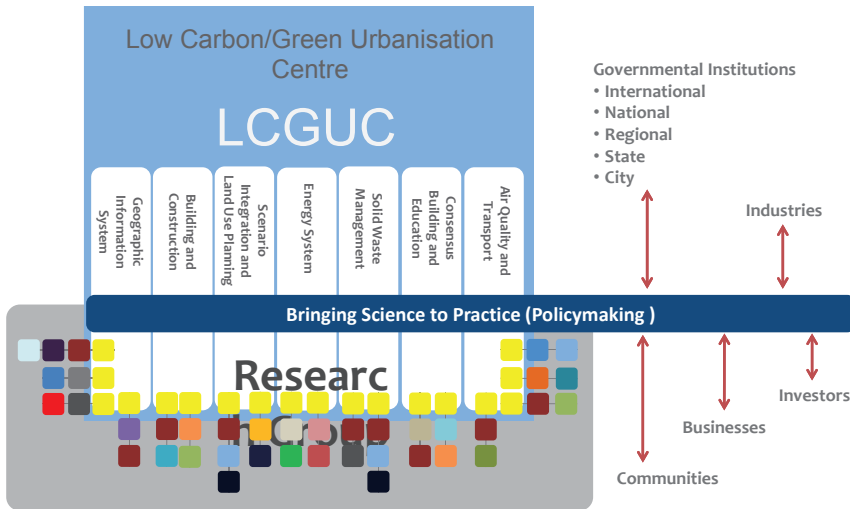 Low Carbon/Green Urbanisation
Centre
LCGUC
Geographic
Information
System
Building and
Construction
Scenario
Integration and
Land Use Planning
Energy System
Solid Waste
Management
Consensus
Building and
Education
Air Quality and
Transport
Bringing Science to Practice (Policymaking )
Researc
h Group
Governmental Institutions
• International
• National
• Regional
• State
• City
Industries
Investors
Businesses
Communities